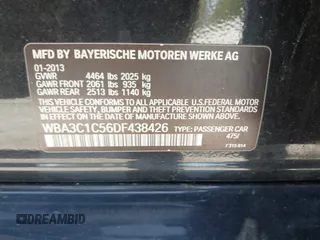 MFD BY BAYERISCHE MOTOREN WERKE AG
01-2013
GVWR 4464 lbs 2025 kg
GAWR FRONT 2061 lbs 935 kg
GAWR REAR 2513 lbs 1140 kg
THIS VEHICLE CONFORMS TO ALL APPLICABLE
U.S. FEDERAL MOTOR VEHICLE SAFETY, BUMPER
AND THEFT PREVENTION STANDARDS IN EFFECT ON
THE DATE OF MANUFACTURE SHOWN ABOVE.
WBA3C1C56DF438426 TYPE: PASSENGER CAR
475/
DREAMBID